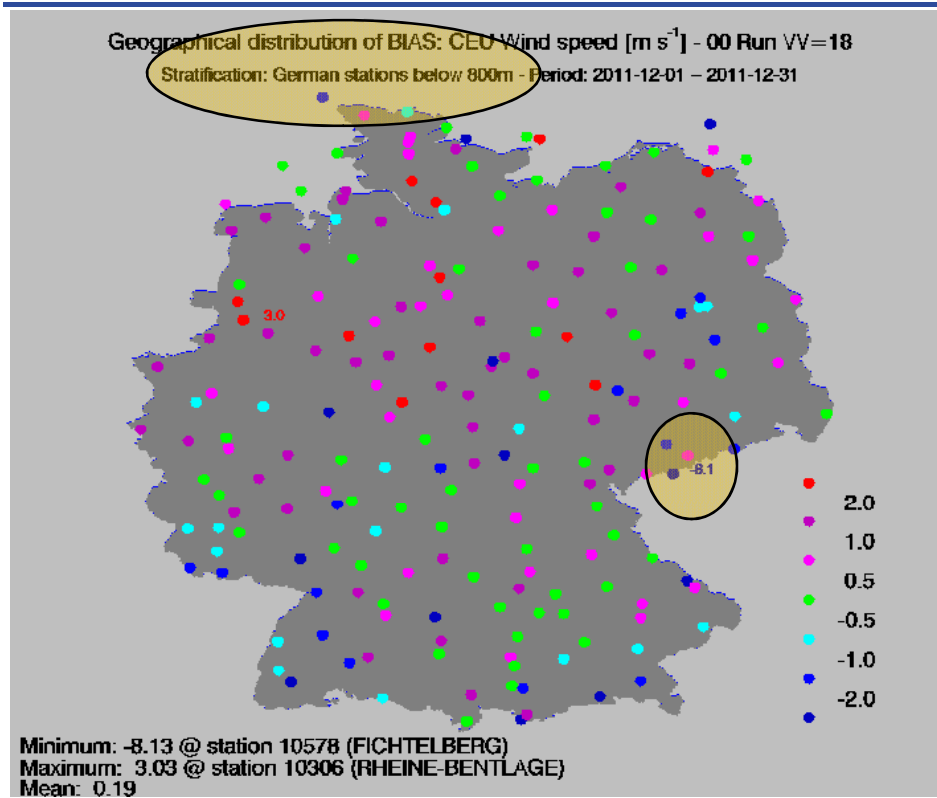 Geographical distribution of BIAS: CEU Wind speed [m s⁻¹] - 00 Run VV=18
Stratification: German stations below 800m - Period: 2011-12-01 – 2011-12-31
3.0
-8.1
2.0
1.0
0.5
-0.5
-1.0
-2.0
Minimum: -8.13 @ station 10578 (FICHTELBERG)
Maximum: 3.03 @ station 10306 (RHEINE-BENTLAGE)
Mean: 0.19